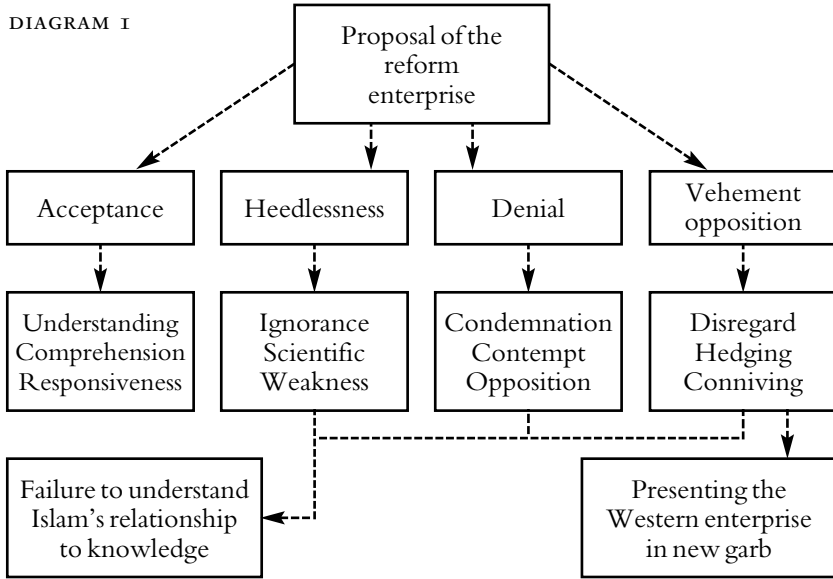 DIAGRAM 1
Proposal of the
reform
enterprise
Acceptance
Heedlessness
Denial
Vehement
opposition
Understanding
Comprehension
Responsiveness
Ignorance
Scientific
Weakness
Condemnation
Contempt
Opposition
Disregard
Hedging
Conniving
Failure to understand
Islam's relationship
to knowledge
Presenting the
Western enterprise
in new garb